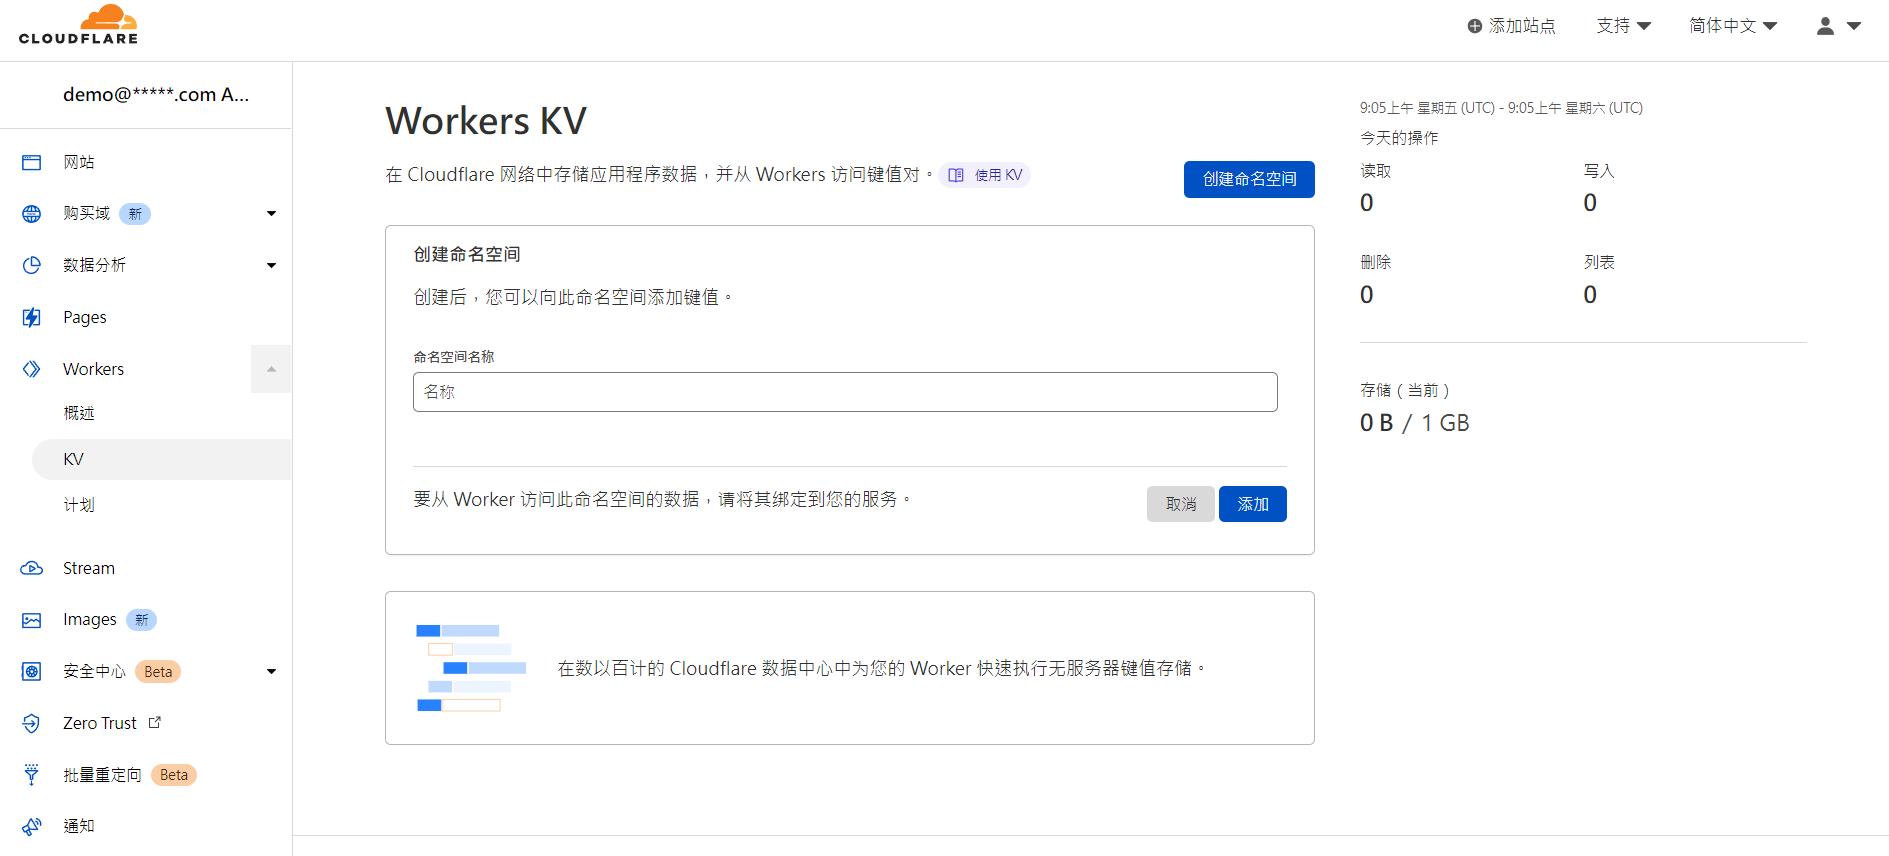 CLOUDFLARE
添加站点
支持
简体中文
demo@*****.com A...
网站
购买域 新
数据分析
Pages
Workers
概述
KV
计划
Stream
Images 新
安全中心 Beta
Zero Trust
批量重定向 Beta
通知
Workers KV
在 Cloudflare 网络中存储应用程序数据，并从 Workers 访问键值对。 使用 KV
创建命名空间
创建命名空间
创建后，您可以向此命名空间添加键值。
命名空间名称
名称
要从 Worker 访问此命名空间的数据，请将其绑定到您的服务。
取消
添加
在数以百计的 Cloudflare 数据中心中为您的 Worker 快速执行无服务器键值存储。
9:05上午 星期五 (UTC) - 9:05上午 星期六 (UTC)
今天的操作
读取
0
写入
0
删除
0
列表
0
存储（当前）
0 B / 1 GB